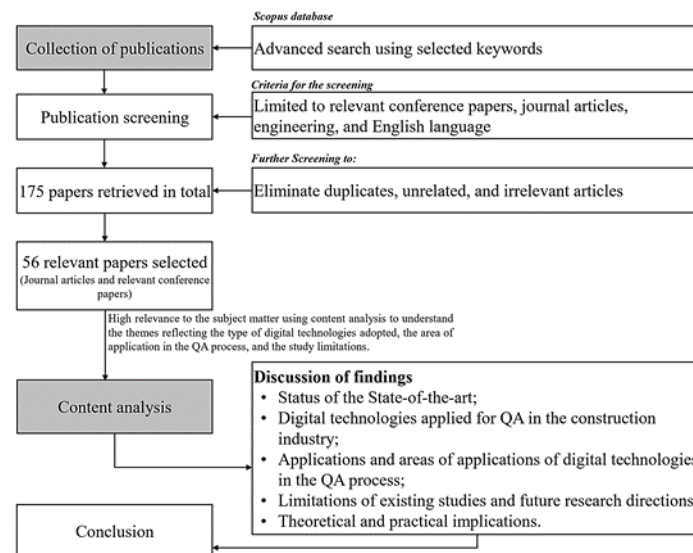 Scopus database
Collection of publications
Advanced search using selected keywords
Criteria for the screening
Publication screening
Limited to relevant conference papers, journal articles,
engineering, and English language
Further Screening to:
175 papers retrieved in total
Eliminate duplicates, unrelated, and irrelevant articles
56 relevant papers selected
(Journal articles and relevant conference
papers)
High relevance to the subject matter using content analysis to understand
the themes reflecting the type of digital technologies adopted, the area of
application in the QA process, and the study limitations.
Content analysis
Discussion of findings
• Status of the State-of-the-art;
• Digital technologies applied for QA in the construction
industry;
• Applications and areas of applications of digital technologies
in the QA process;
• Limitations of existing studies and future research directions
• Theoretical and practical implications.
Conclusion